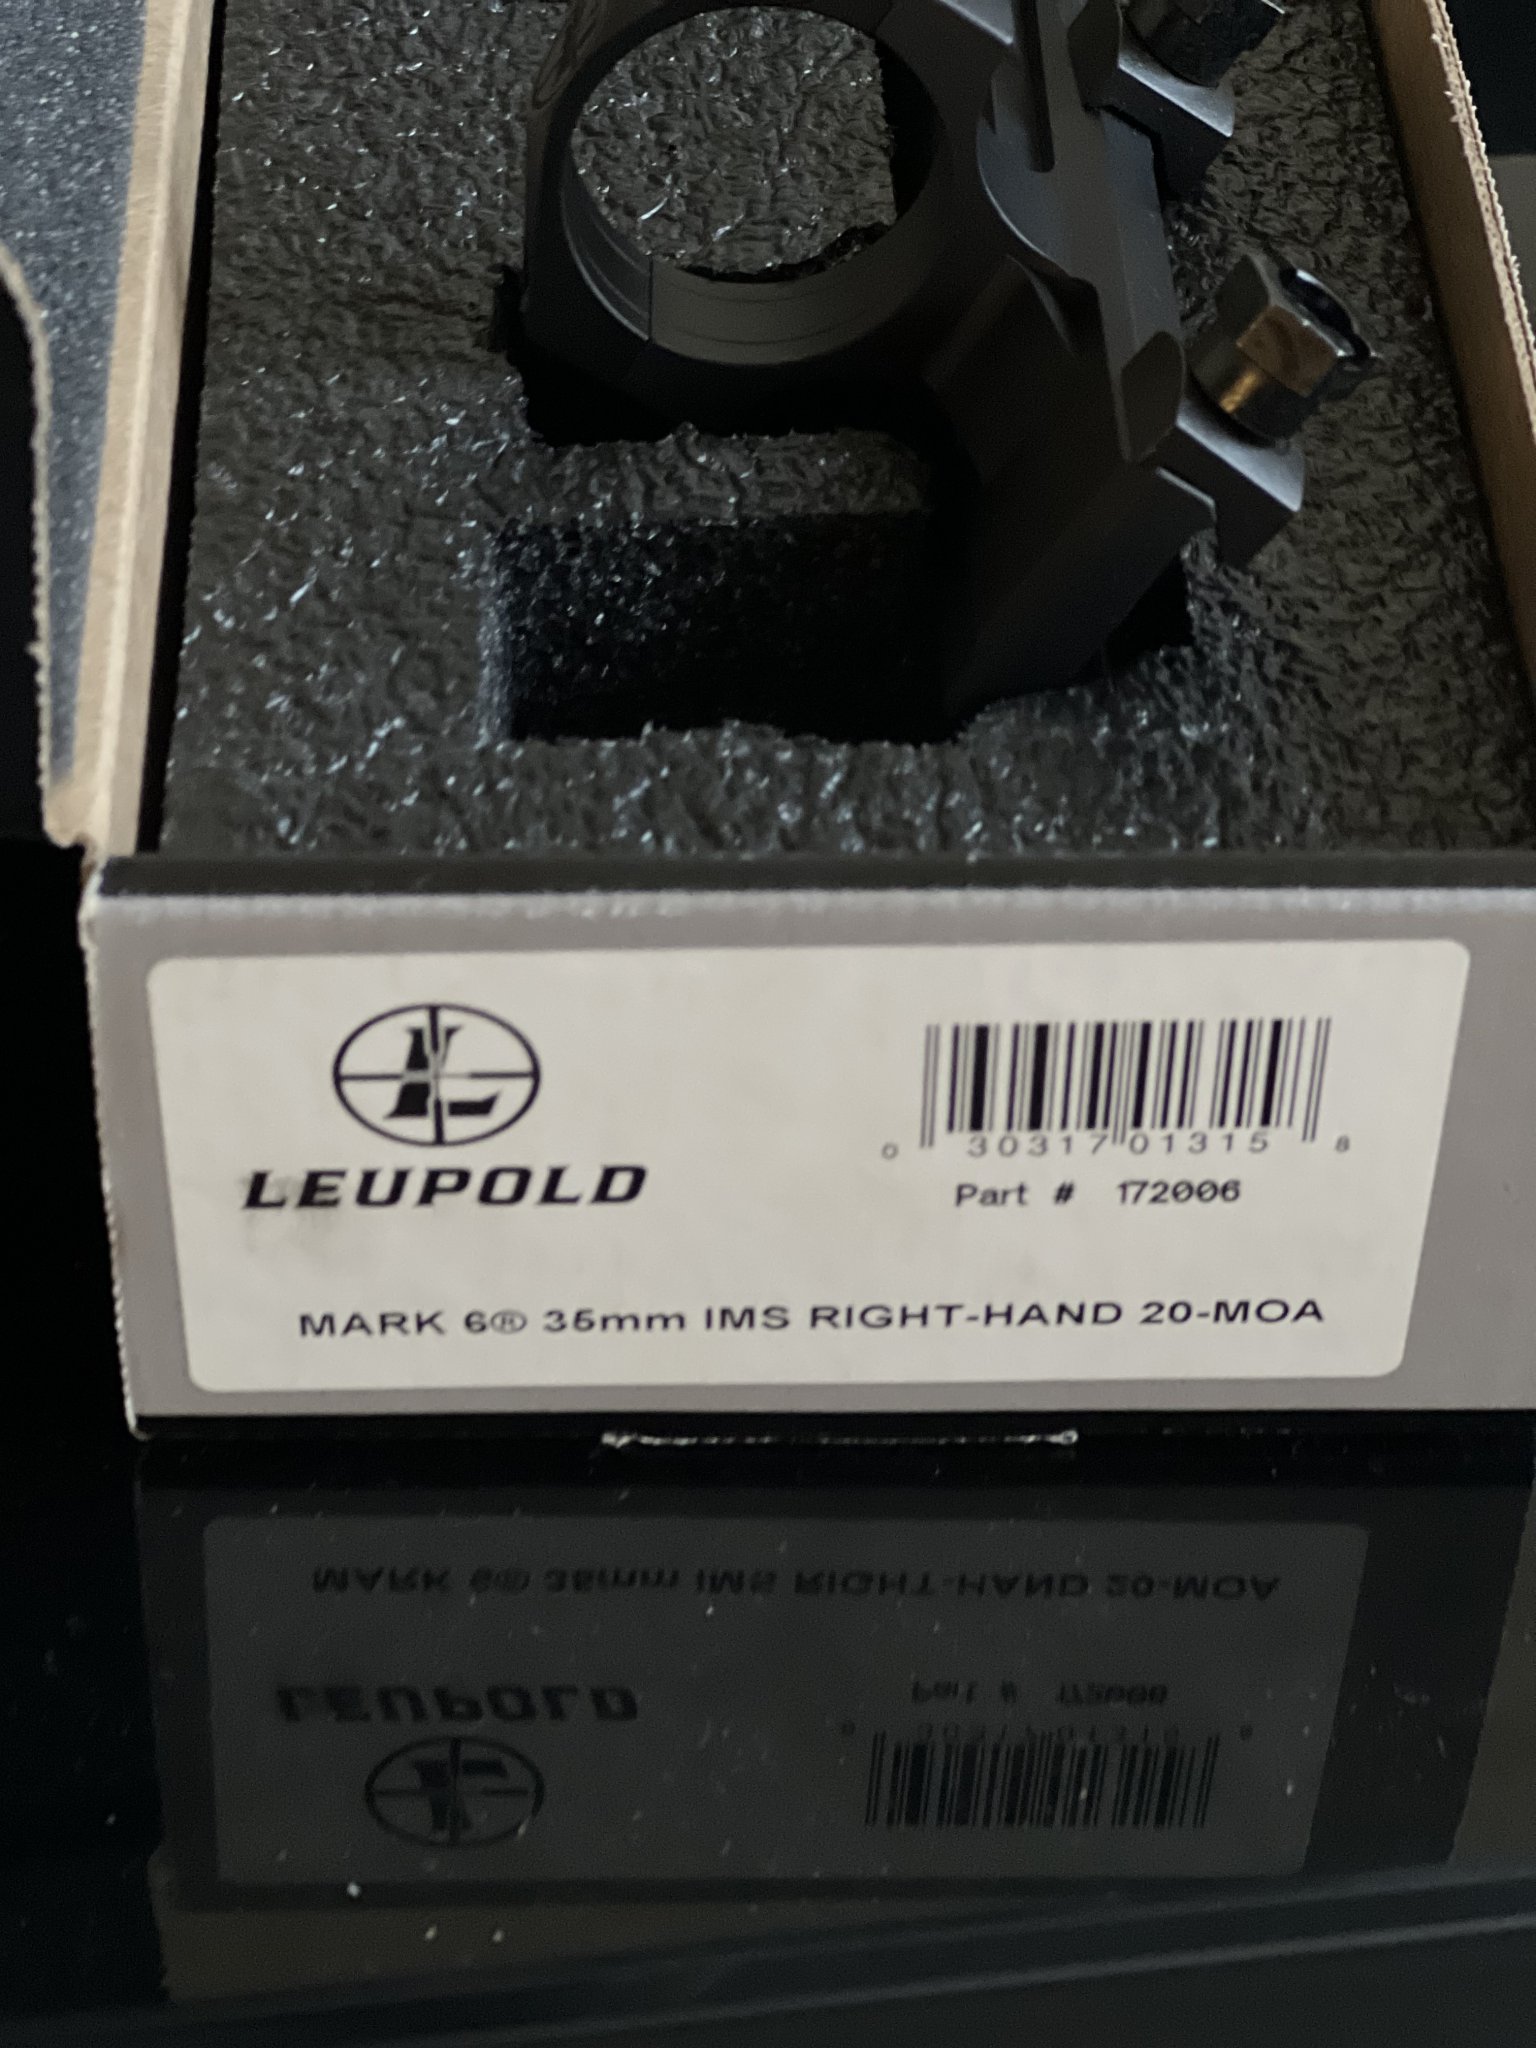 LEUPOLD
0 30317 01315 8
Part # 172006
MARK 6® 35mm IMS RIGHT-HAND 20-MOA